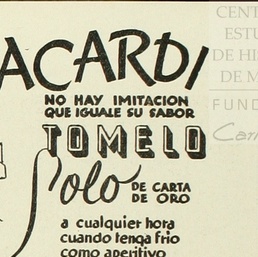 ACARDI
NO HAY IMITACION
QUE IGUALE SU SABOR
TOMELO
Solo DE CARTA
DE ORO
a cualquier hora
cuando tenga frio
como aperitivo
CENT
ESTU
DE HI
DE M
FUND